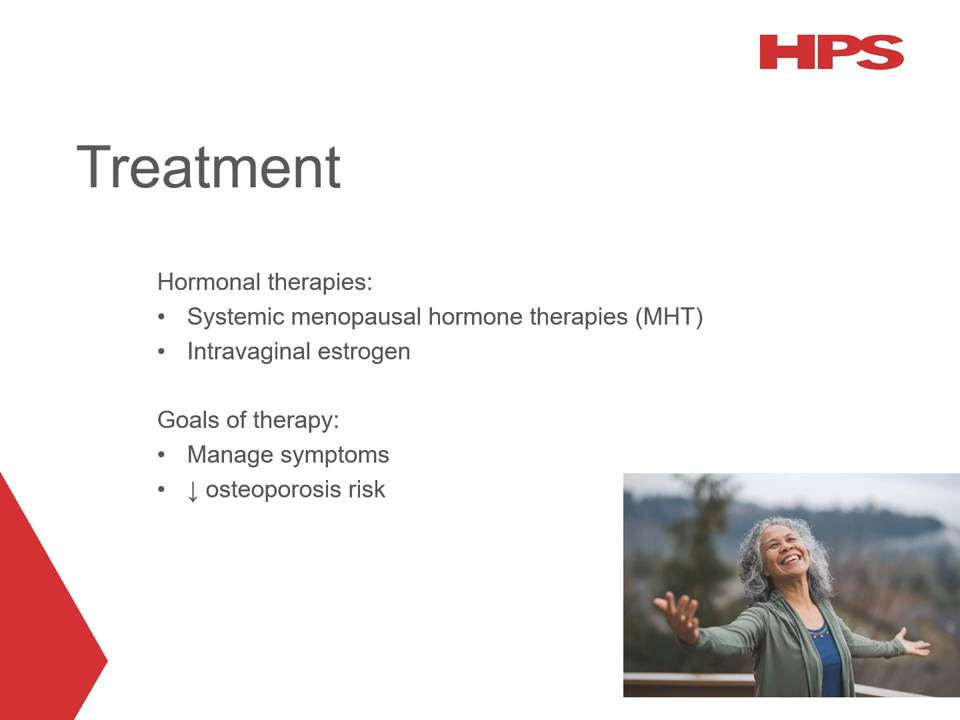 HPS
Treatment
Hormonal therapies:
• Systemic menopausal hormone therapies (MHT)
• Intravaginal estrogen
Goals of therapy:
• Manage symptoms
• ↓ osteoporosis risk